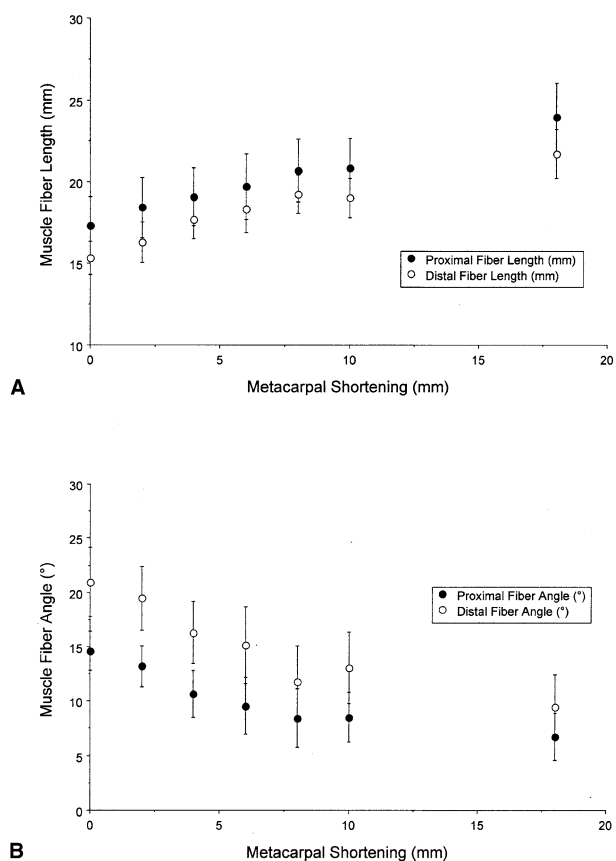 30
25
20
15
10
Muscle Fiber Length (mm)
● Proximal Fiber Length (mm)
○ Distal Fiber Length (mm)
0 5 10 15 20
Metacarpal Shortening (mm)
A
30
25
20
15
10
5
0
Muscle Fiber Angle (°)
● Proximal Fiber Angle (°)
○ Distal Fiber Angle (°)
0 5 10 15 20
Metacarpal Shortening (mm)
B